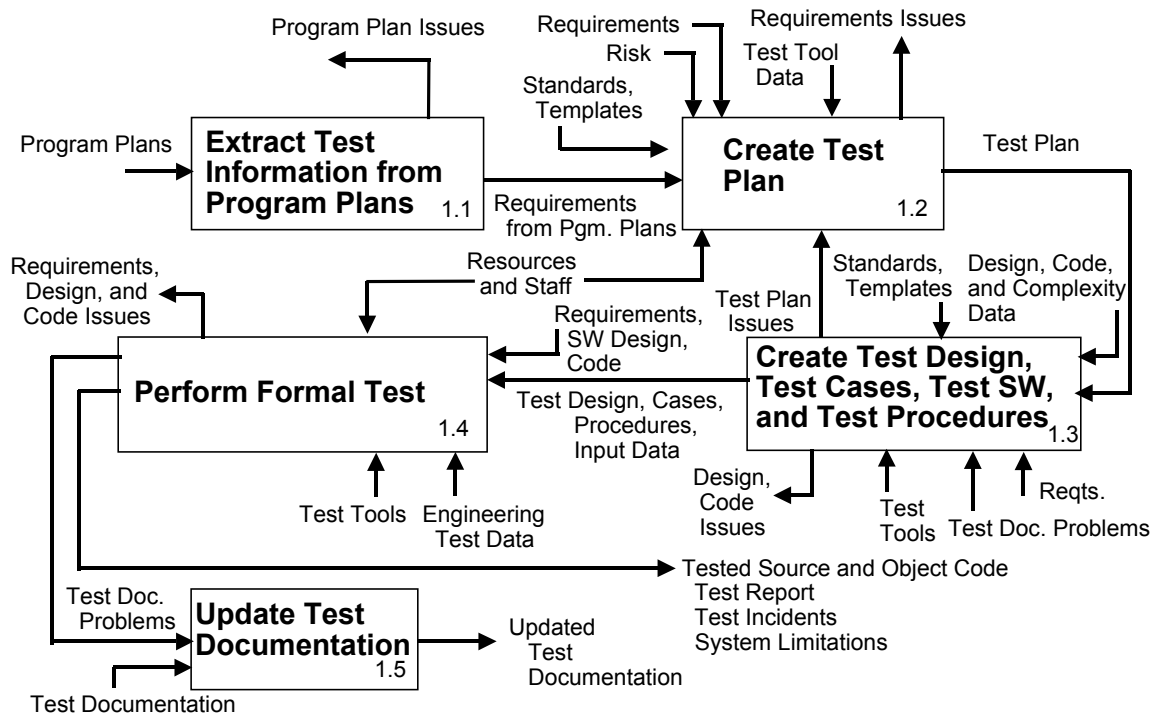 Program Plan Issues
Requirements
Risk
Requirements Issues
Test Tool
Data
Standards,
Templates
Program Plans
Extract Test
Information from
Program Plans
1.1
Create Test
Plan
1.2
Test Plan
Requirements
from Pgm. Plans
Requirements,
Design, and
Code Issues
Resources
and Staff
Test Plan
Issues
Standards,
Templates
Design, Code,
and Complexity
Data
Requirements,
SW Design,
Code
Perform Formal Test
1.4
Create Test Design,
Test Cases, Test SW,
and Test Procedures
1.3
Test Design, Cases,
Procedures,
Input Data
Test Tools
Engineering
Test Data
Design,
Code
Issues
Test
Tools
Reqts.
Test Doc. Problems
Tested Source and Object Code
Test Report
Test Incidents
System Limitations
Test Doc.
Problems
Update Test
Documentation
1.5
Updated
Test
Documentation
Test Documentation